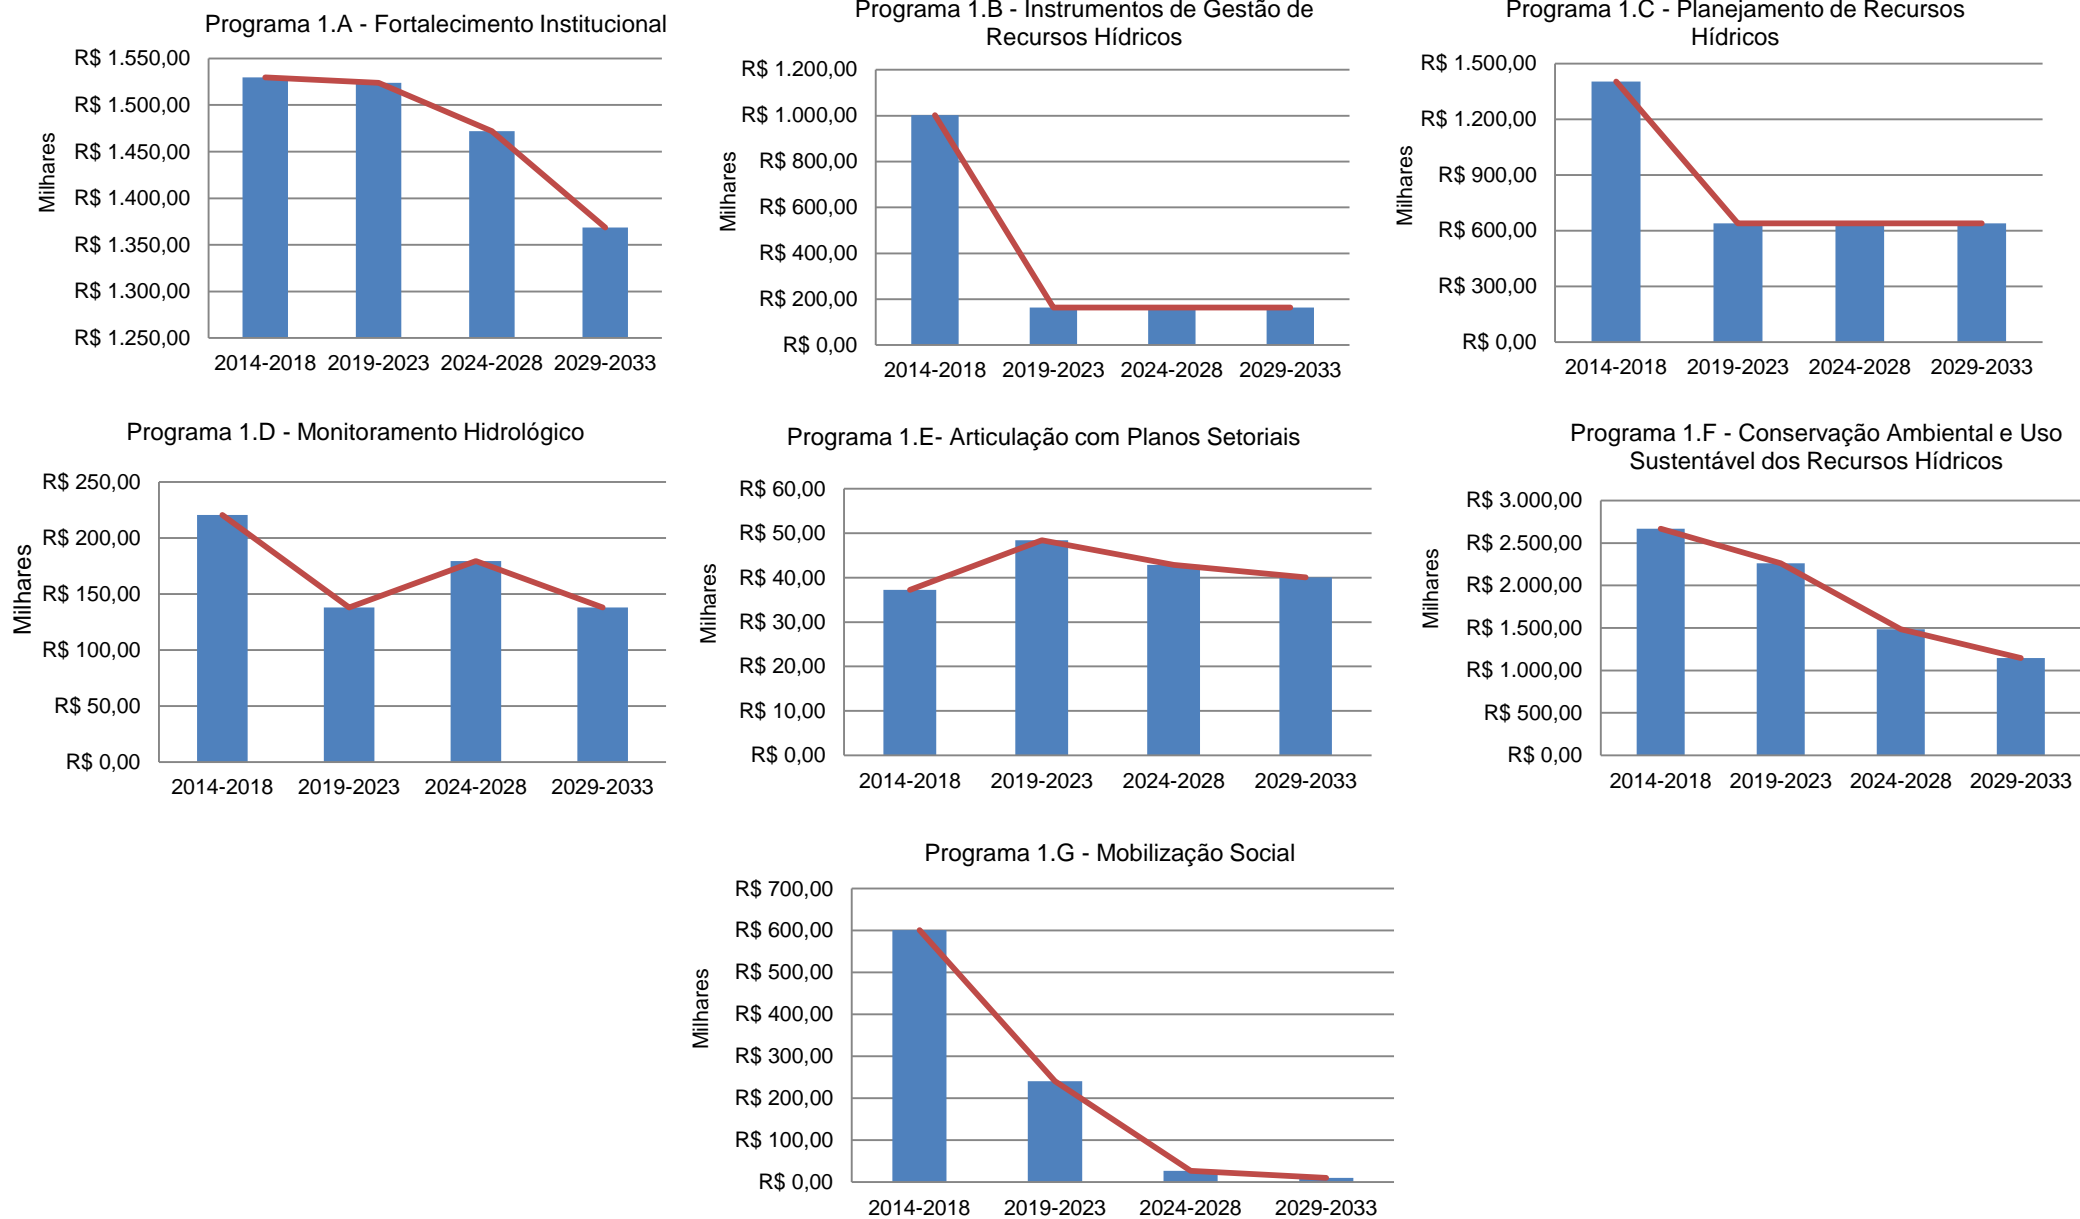 Programa 1.A - Fortalecimento Institucional
R$ 1.550,00
R$ 1.500,00
R$ 1.450,00
R$ 1.400,00
R$ 1.350,00
R$ 1.300,00
R$ 1.250,00
Milhares
2014-2018 2019-2023 2024-2028 2029-2033
Programa 1.B - Instrumentos de Gestão de
Recursos Hídricos
R$ 1.200,00
R$ 1.000,00
R$ 800,00
R$ 600,00
R$ 400,00
R$ 200,00
R$ 0,00
Milhares
2014-2018 2019-2023 2024-2028 2029-2033
Programa 1.C - Planejamento de Recursos
Hídricos
R$ 1.500,00
R$ 1.200,00
R$ 900,00
R$ 600,00
R$ 300,00
R$ 0,00
Milhares
2014-2018 2019-2023 2024-2028 2029-2033
Programa 1.D - Monitoramento Hidrológico
R$ 250,00
R$ 200,00
R$ 150,00
R$ 100,00
R$ 50,00
R$ 0,00
Milhares
2014-2018 2019-2023 2024-2028 2029-2033
Programa 1.E- Articulação com Planos Setoriais
R$ 60,00
R$ 50,00
R$ 40,00
R$ 30,00
R$ 20,00
R$ 10,00
R$ 0,00
Milhares
2014-2018 2019-2023 2024-2028 2029-2033
Programa 1.F - Conservação Ambiental e Uso
Sustentável dos Recursos Hídricos
R$ 3.000,00
R$ 2.500,00
R$ 2.000,00
R$ 1.500,00
R$ 1.000,00
R$ 500,00
R$ 0,00
Milhares
2014-2018 2019-2023 2024-2028 2029-2033
Programa 1.G - Mobilização Social
R$ 700,00
R$ 600,00
R$ 500,00
R$ 400,00
R$ 300,00
R$ 200,00
R$ 100,00
R$ 0,00
Milhares
2014-2018 2019-2023 2024-2028 2029-2033